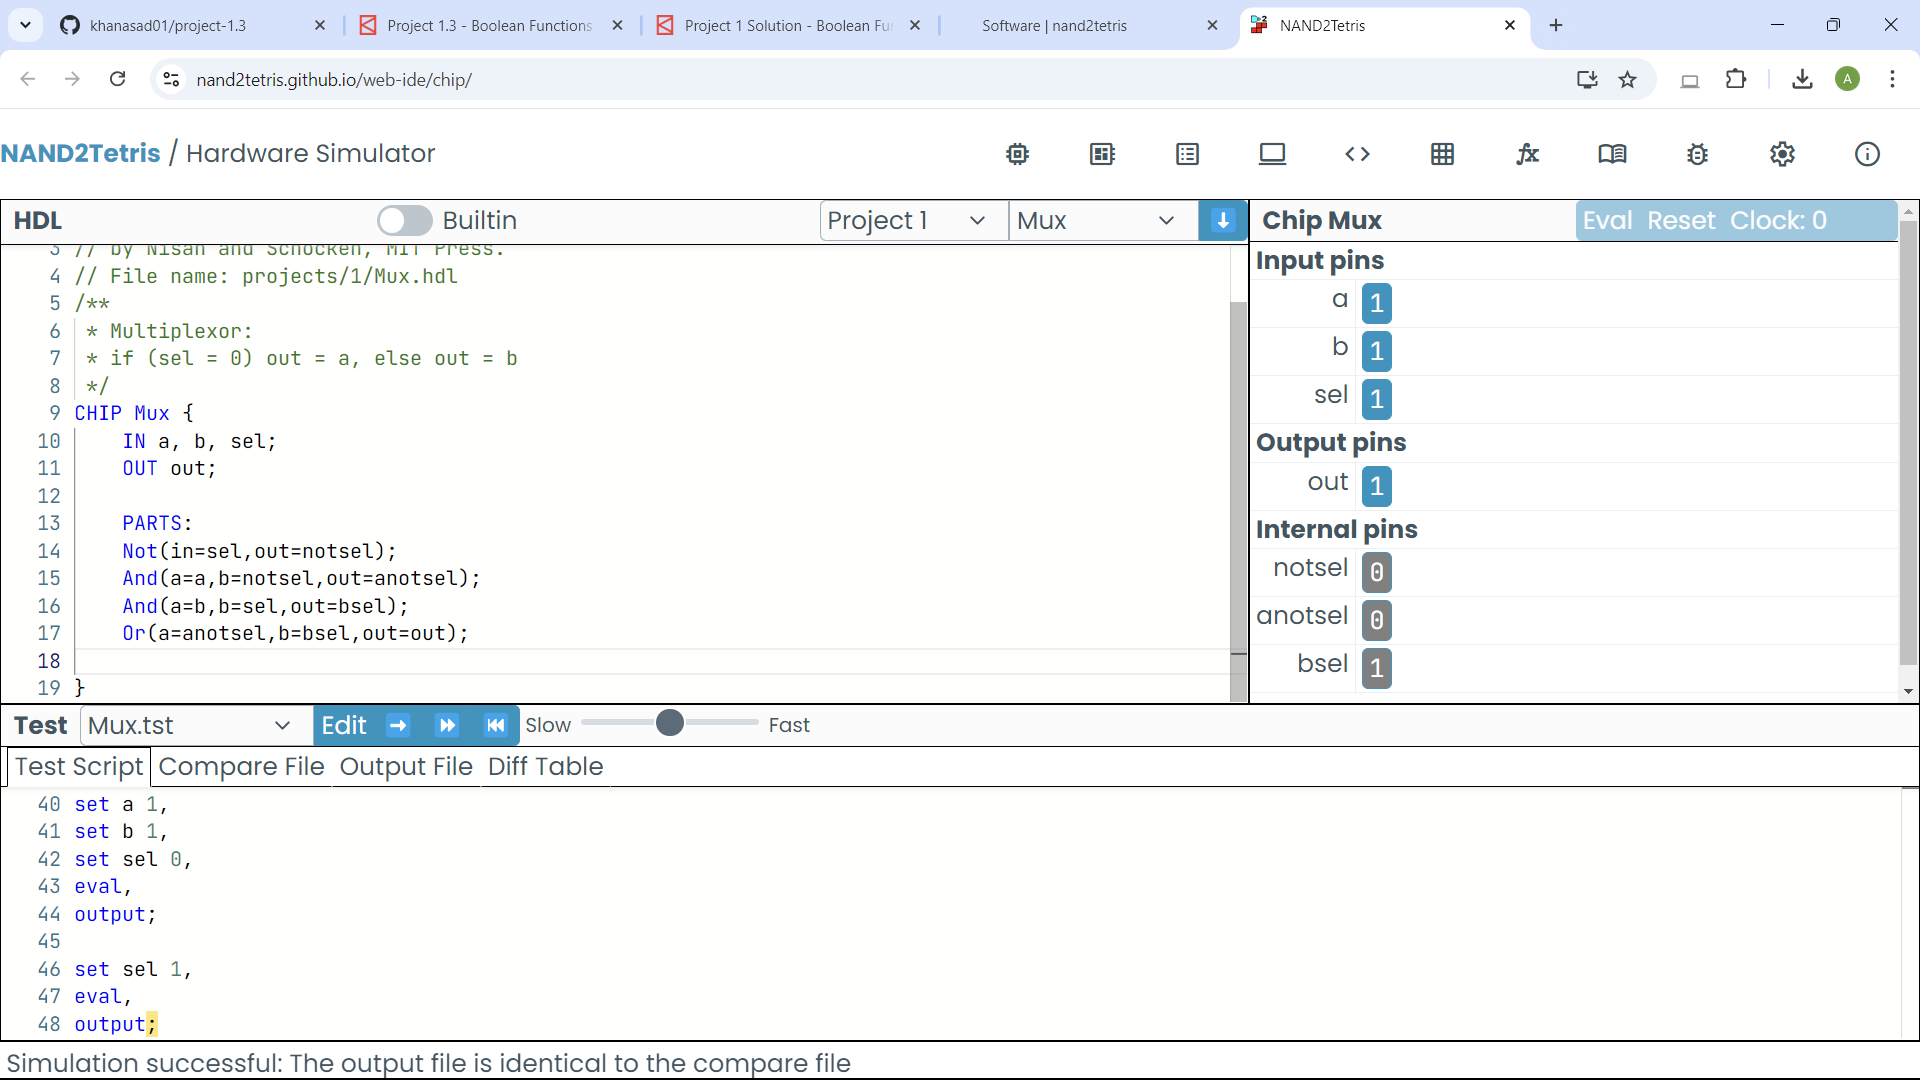 khanasad01/project-1.3
Project 1.3 - Boolean Functions
Project 1 Solution - Boolean Fu
Software | nand2tetris
NAND2Tetris
nand2tetris.github.io/web-ide/chip/
A
NAND2Tetris / Hardware Simulator
HDL
Builtin
Project 1
Mux
3 // by Nisan and Schocken, MIT Press.
4 // File name: projects/1/Mux.hdl
5 /**
6 * Multiplexor:
7 * if (sel = 0) out = a, else out = b
8 */
9 CHIP Mux {
10 IN a, b, sel;
11 OUT out;
12
13 PARTS:
14 Not(in=sel,out=notsel);
15 And(a=a,b=notsel,out=anotsel);
16 And(a=b,b=sel,out=bsel);
17 Or(a=anotsel,b=bsel,out=out);
18
19 }
Chip Mux
Eval Reset Clock: 0
Input pins
a 1
b 1
sel 1
Output pins
out 1
Internal pins
notsel 0
anotsel 0
bsel 1
Test Mux.tst Edit Slow Fast
Test Script Compare File Output File Diff Table
40 set a 1,
41 set b 1,
42 set sel 0,
43 eval,
44 output;
45
46 set sel 1,
47 eval,
48 output;
Simulation successful: The output file is identical to the compare file